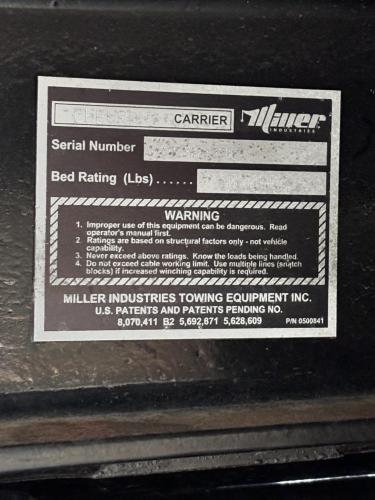 CARRIER Miller
INDUSTRIES
Serial Number
Bed Rating (Lbs) ......
WARNING
1. Improper use of this equipment can be dangerous. Read
operator's manual first.
2. Ratings are based on structural factors only - not vehicle
capability.
3. Never exceed above ratings. Know the loads being handled.
4. Do not exceed cable working limit. Use multiple lines (snatch
blocks) if increased winching capability is required.
MILLER INDUSTRIES TOWING EQUIPMENT INC.
U.S. PATENTS AND PATENTS PENDING NO.
8,070,411 B2 5,692,871 5,628,609 P/N 0500841